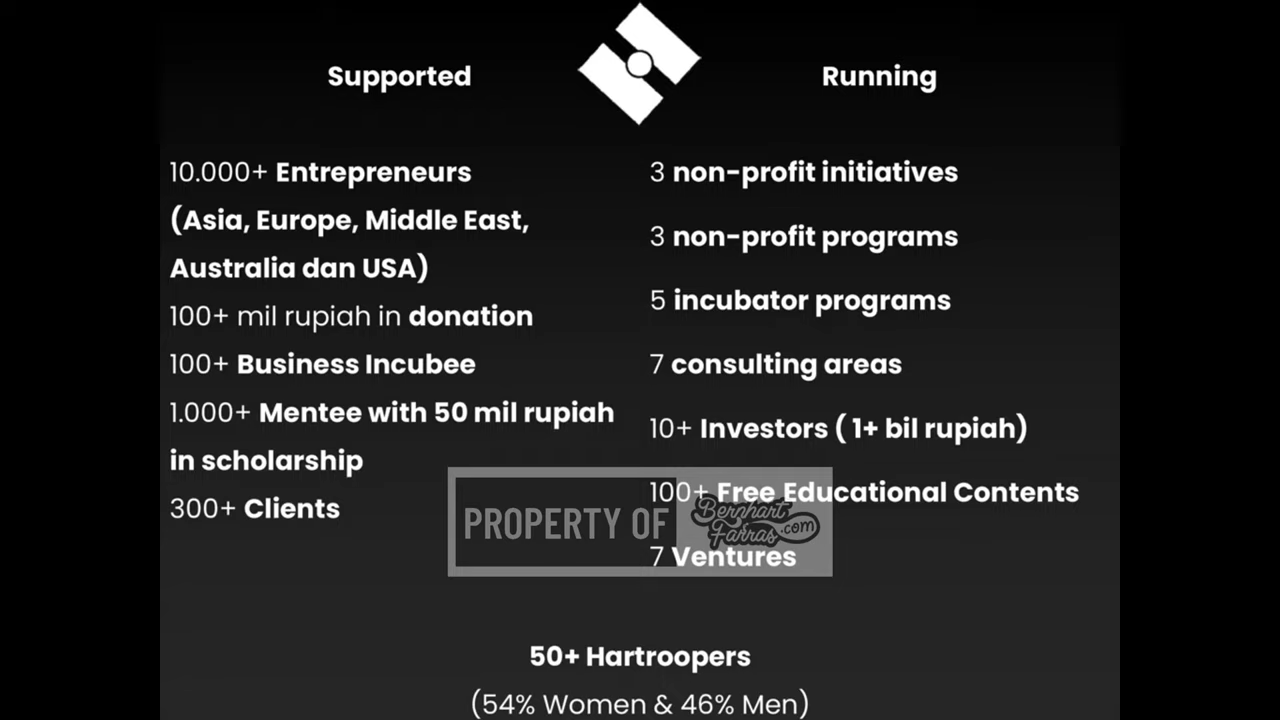 Supported
10.000+ Entrepreneurs
(Asia, Europe, Middle East,
Australia dan USA)
100+ mil rupiah in donation
100+ Business Incubee
1.000+ Mentee with 50 mil rupiah
in scholarship
300+ Clients
Running
3 non-profit initiatives
3 non-profit programs
5 incubator programs
7 consulting areas
10+ Investors ( 1+ bil rupiah)
100+ Free Educational Contents
7 Ventures
PROPERTY OF
Bernhart
Farras.com
50+ Hartroopers
(54% Women & 46% Men)